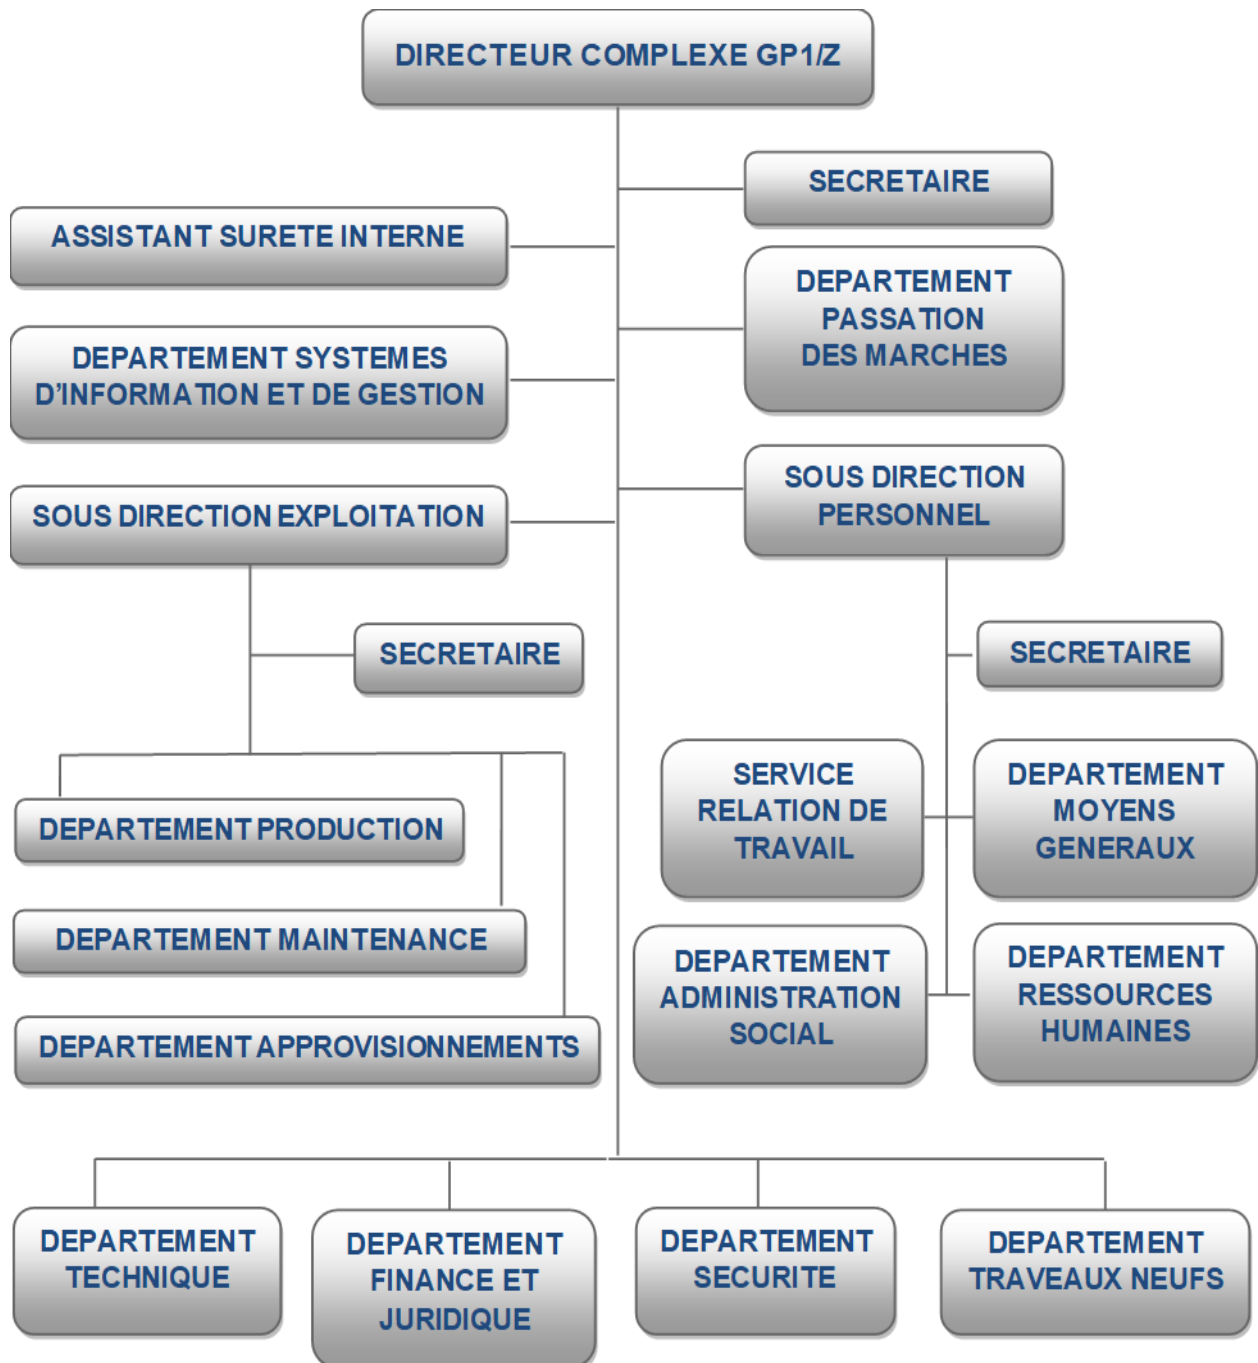 DIRECTEUR COMPLEXE GP1/Z
SECRETAIRE
ASSISTANT SURETE INTERNE
DEPARTEMENT
PASSATION
DES MARCHES
DEPARTEMENT SYSTEMES
D'INFORMATION ET DE GESTION
SOUS DIRECTION
PERSONNEL
SOUS DIRECTION EXPLOITATION
SECRETAIRE
SECRETAIRE
SERVICE
RELATION DE
TRAVAIL
DEPARTEMENT
MOYENS
GENERAUX
DEPARTEMENT PRODUCTION
DEPARTEMENT MAINTENANCE
DEPARTEMENT
ADMINISTRATION
SOCIAL
DEPARTEMENT
RESSOURCES
HUMAINES
DEPARTEMENT APPROVISIONNEMENTS
DEPARTEMENT
TECHNIQUE
DEPARTEMENT
FINANCE ET
JURIDIQUE
DEPARTEMENT
SECURITE
DEPARTEMENT
TRAVEAUX NEUFS